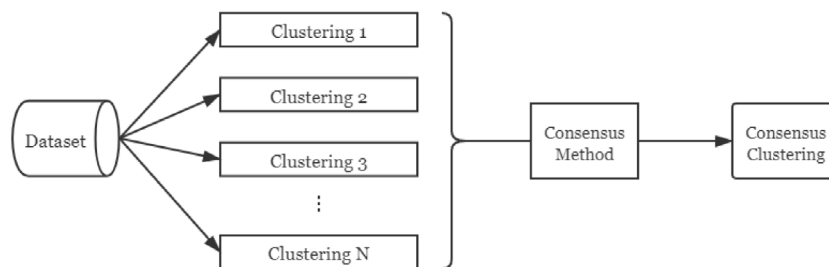 Clustering 1
Clustering 2
Dataset
Clustering 3
⋮
Clustering N
Consensus
Method
Consensus
Clustering